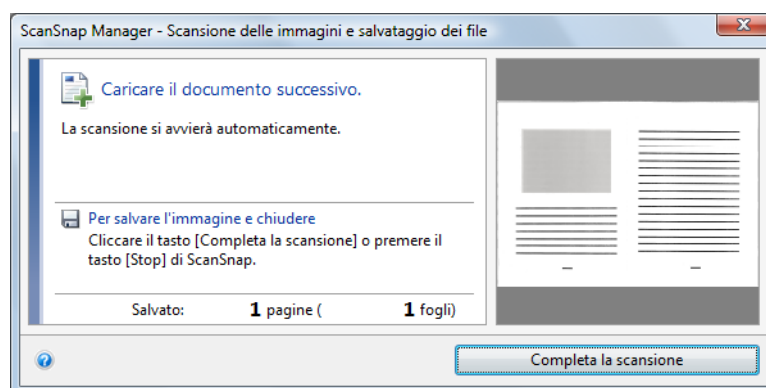 ScanSnap Manager - Scansione delle immagini e salvataggio dei file
Caricare il documento successivo.
La scansione si avvierà automaticamente.
Per salvare l'immagine e chiudere
Cliccare il tasto [Completa la scansione] o premere il
tasto [Stop] di ScanSnap.
Salvato: 1 pagine ( 1 fogli)
Completa la scansione